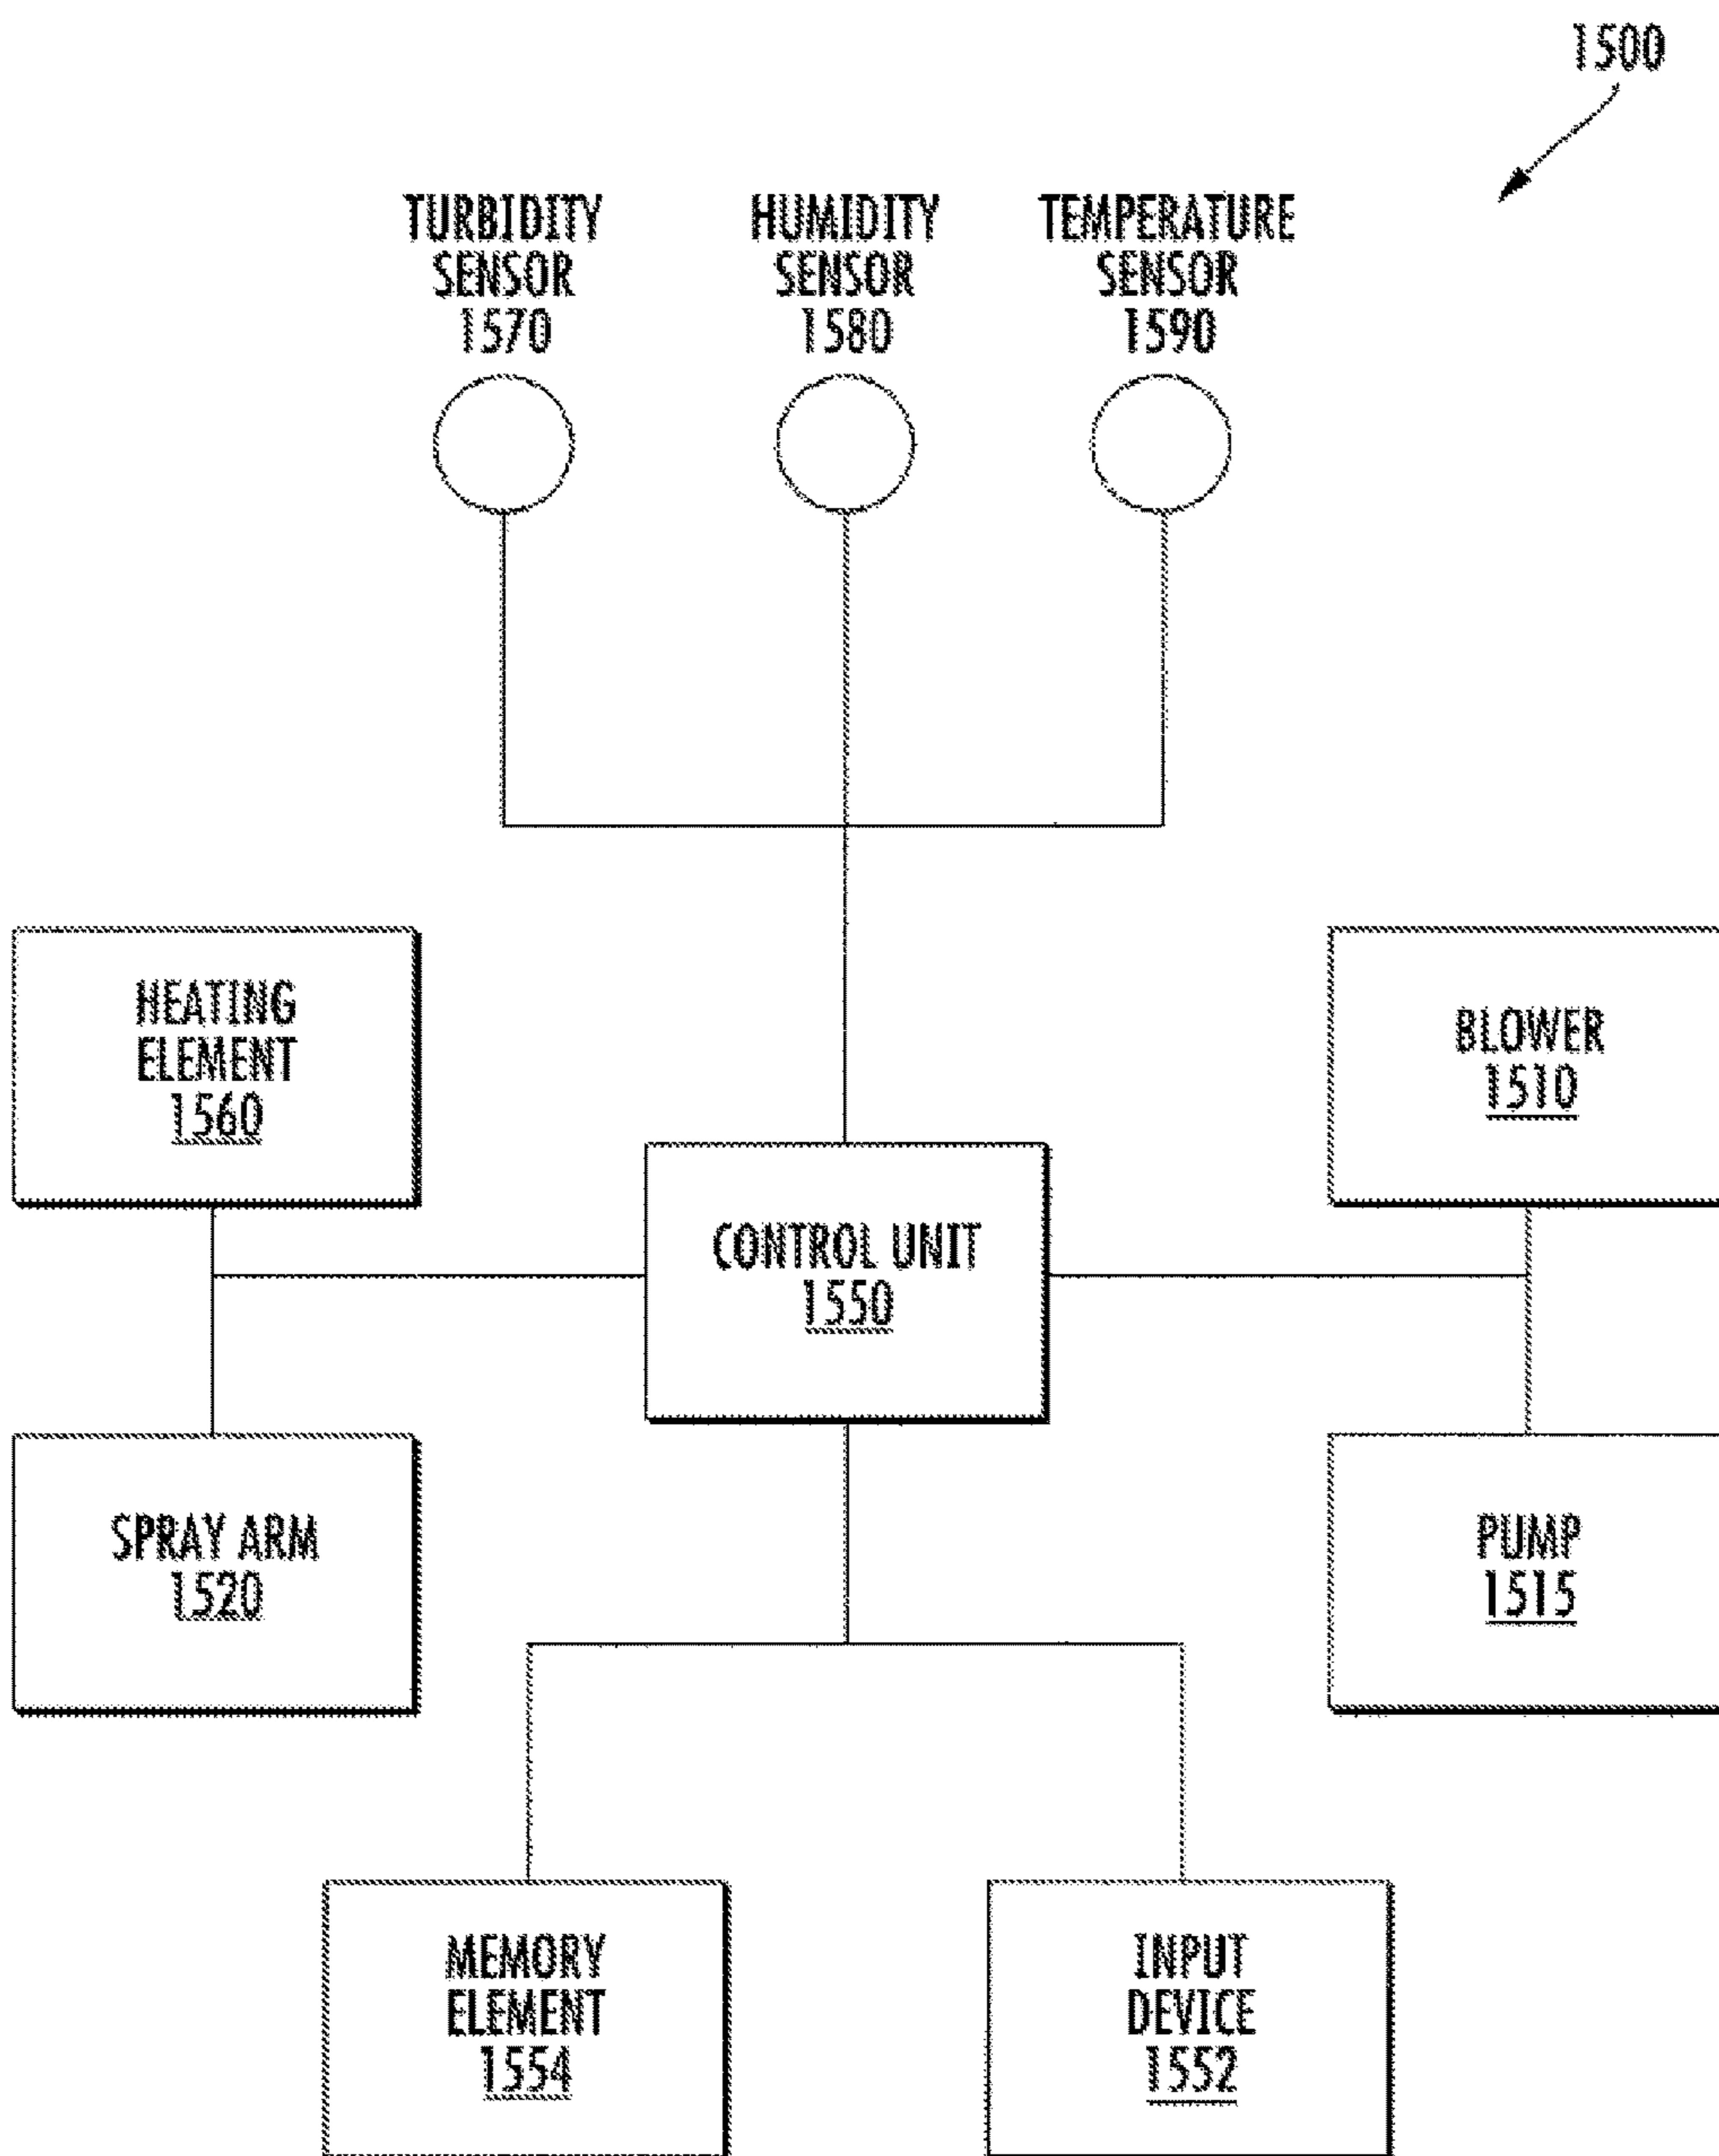 1500
TURBIDITY
SENSOR
1570
HUMIDITY
SENSOR
1580
TEMPERATURE
SENSOR
1590
HEATING
ELEMENT
1560
BLOWER
1510
CONTROL UNIT
1550
SPRAY ARM
1520
PUMP
1515
MEMORY
ELEMENT
1554
INPUT
DEVICE
1552